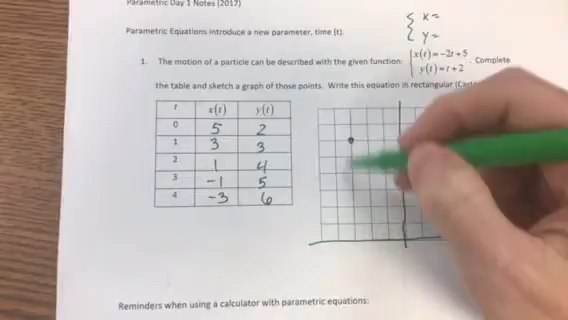 Parametric Day 1 Notes (2017)
x=
y=
Parametric Equations introduce a new parameter, time (t).
1. The motion of a particle can be described with the given function: x(t)=-2t+5 . Complete
y(t)=t+2
the table and sketch a graph of those points. Write this equation in rectangular
t x(t) y(t)
0 5 2
1 3 3
2 1 4
3 -1 5
4 -3 6
Reminders when using a calculator with parametric equations: